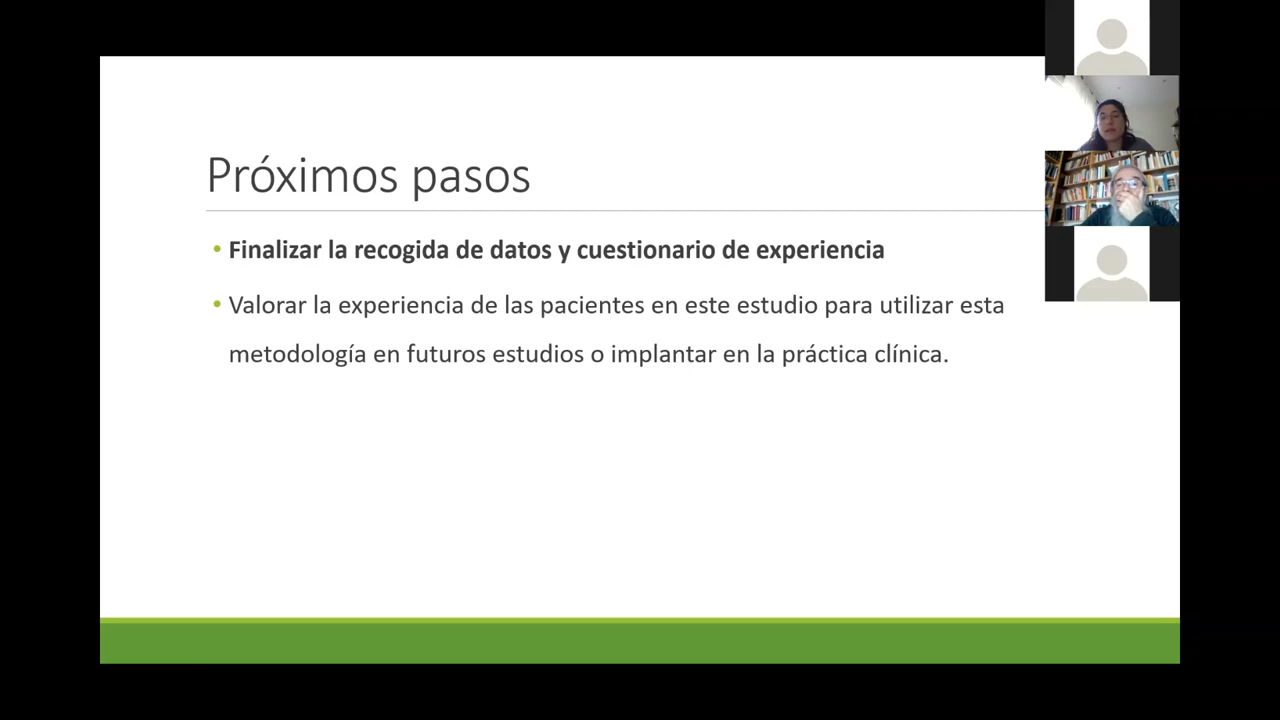 Próximos pasos
• Finalizar la recogida de datos y cuestionario de experiencia
• Valorar la experiencia de las pacientes en este estudio para utilizar esta
metodología en futuros estudios o implantar en la práctica clínica.